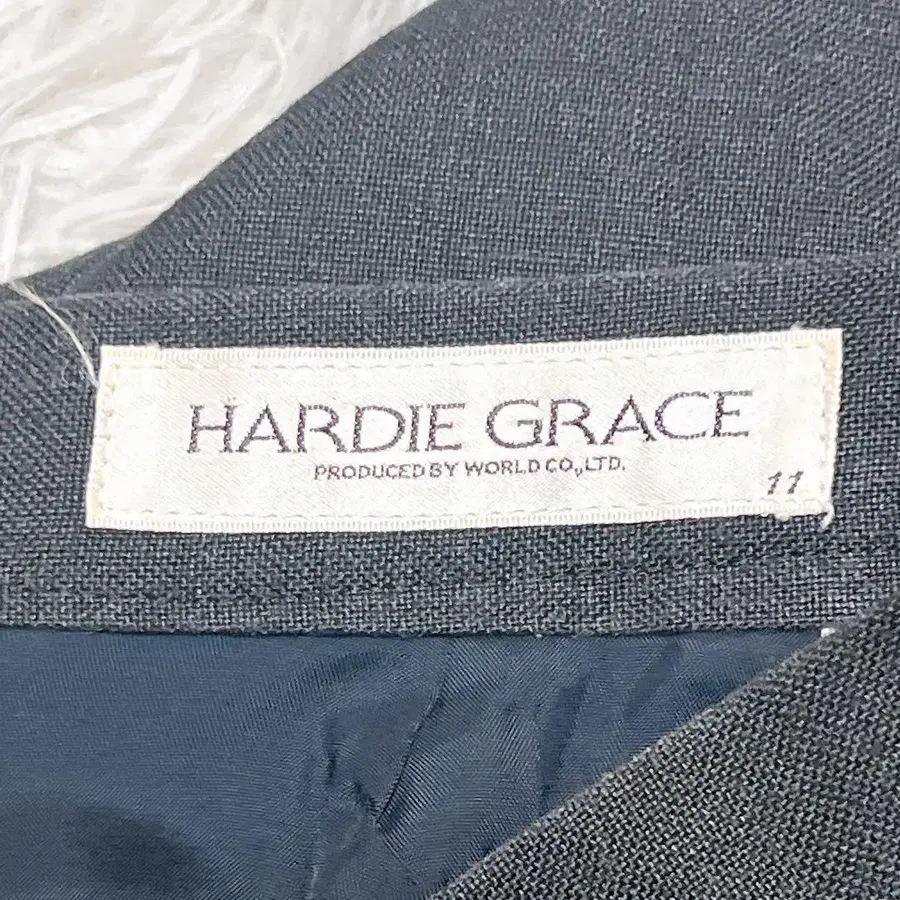 HARDIE GRACE
PRODUCED BY WORLD CO.,LTD.
11